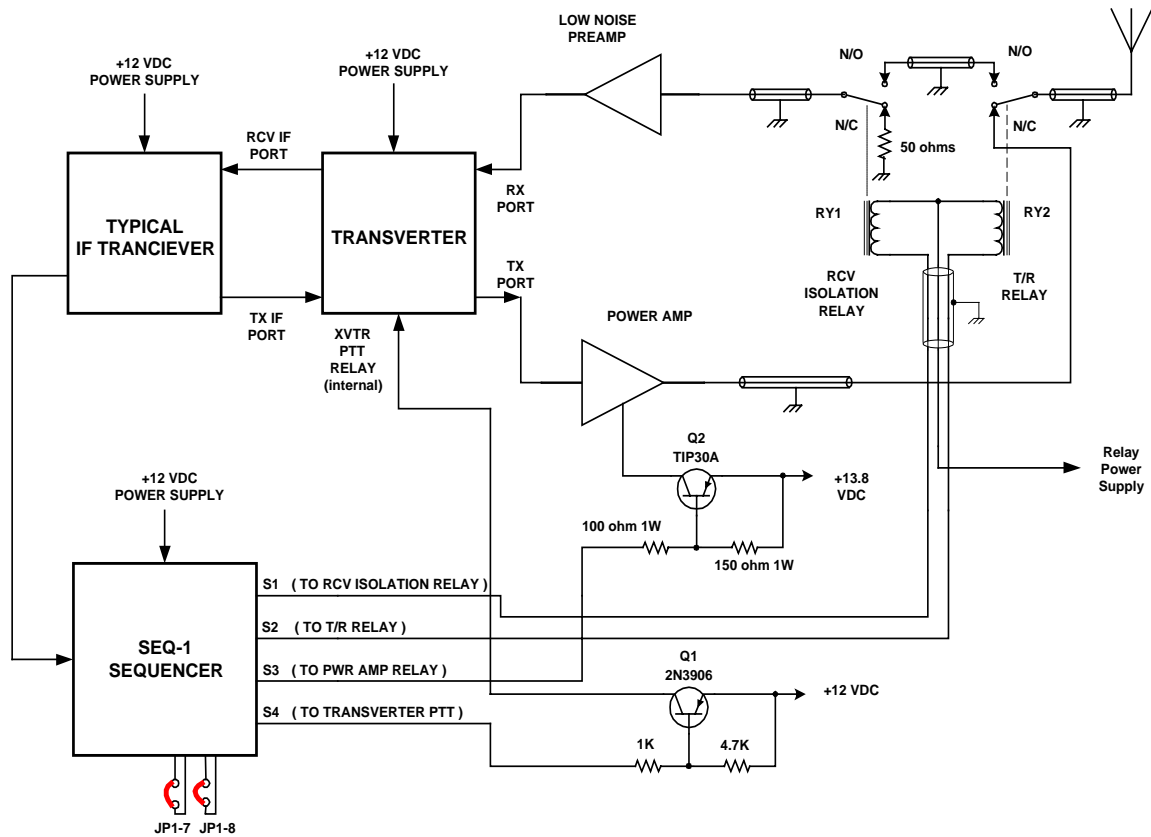 LOW NOISE
PREAMP
+12 VDC
POWER SUPPLY
+12 VDC
POWER SUPPLY
N/O
N/O
N/C
N/C
50 ohms
RCV IF
PORT
RX
PORT
TYPICAL
IF TRANCIEVER
TRANSVERTER
RY1
RY2
RCV
ISOLATION
RELAY
T/R
RELAY
TX
PORT
TX IF
PORT
XVTR
PTT
RELAY
(internal)
POWER AMP
Q2
TIP30A
+13.8
VDC
Relay
Power
Supply
+12 VDC
POWER SUPPLY
100 ohm 1W
150 ohm 1W
SEQ-1
SEQUENCER
S1 ( TO RCV ISOLATION RELAY )
S2 ( TO T/R RELAY )
S3 ( TO PWR AMP RELAY )
S4 ( TO TRANSVERTER PTT )
Q1
2N3906
+12 VDC
1K
4.7K
JP1-7
JP1-8